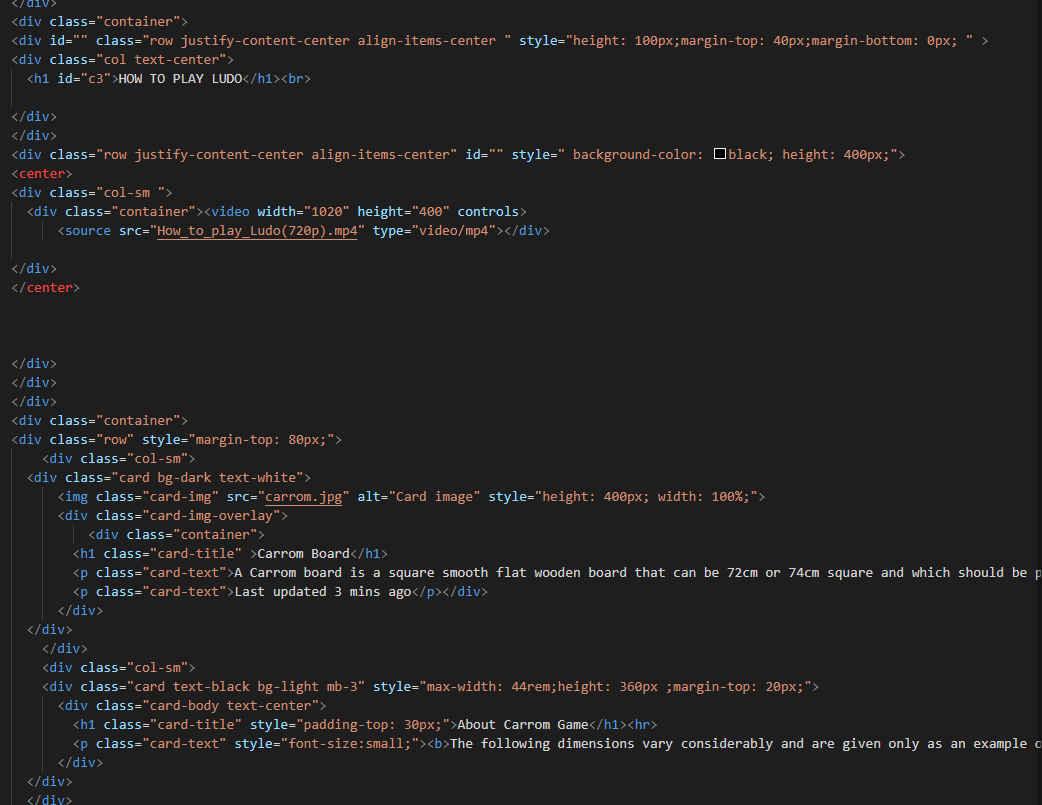 </div>
<div class="container">
<div id="" class="row justify-content-center align-items-center " style="height: 100px;margin-top: 40px;margin-bottom: 0px; " >
<div class="col text-center">
<h1 id="c3">HOW TO PLAY LUDO</h1><br>
</div>
</div>
<div class="row justify-content-center align-items-center" id="" style=" background-color: black; height: 400px;">
<center>
<div class="col-sm ">
<div class="container"><video width="1020" height="400" controls>
<source src="How_to_play_Ludo(720p).mp4" type="video/mp4"></div>
</div>
</center>
</div>
</div>
</div>
<div class="container">
<div class="row" style="margin-top: 80px;">
<div class="col-sm">
<div class="card bg-dark text-white">
<img class="card-img" src="carrom.jpg" alt="Card image" style="height: 400px; width: 100%;">
<div class="card-img-overlay">
<div class="container">
<h1 class="card-title" >Carrom Board</h1>
<p class="card-text">A Carrom board is a square smooth flat wooden board that can be 72cm or 74cm square and which should be
<p class="card-text">Last updated 3 mins ago</p></div>
</div>
</div>
</div>
<div class="col-sm">
<div class="card text-black bg-light mb-3" style="max-width: 44rem;height: 360px ;margin-top: 20px;">
<div class="card-body text-center">
<h1 class="card-title" style="padding-top: 30px;">About Carrom Game</h1><hr>
<p class="card-text" style="font-size:small;"><b>The following dimensions vary considerably and are given only as an example
</div>
</div>
</div>